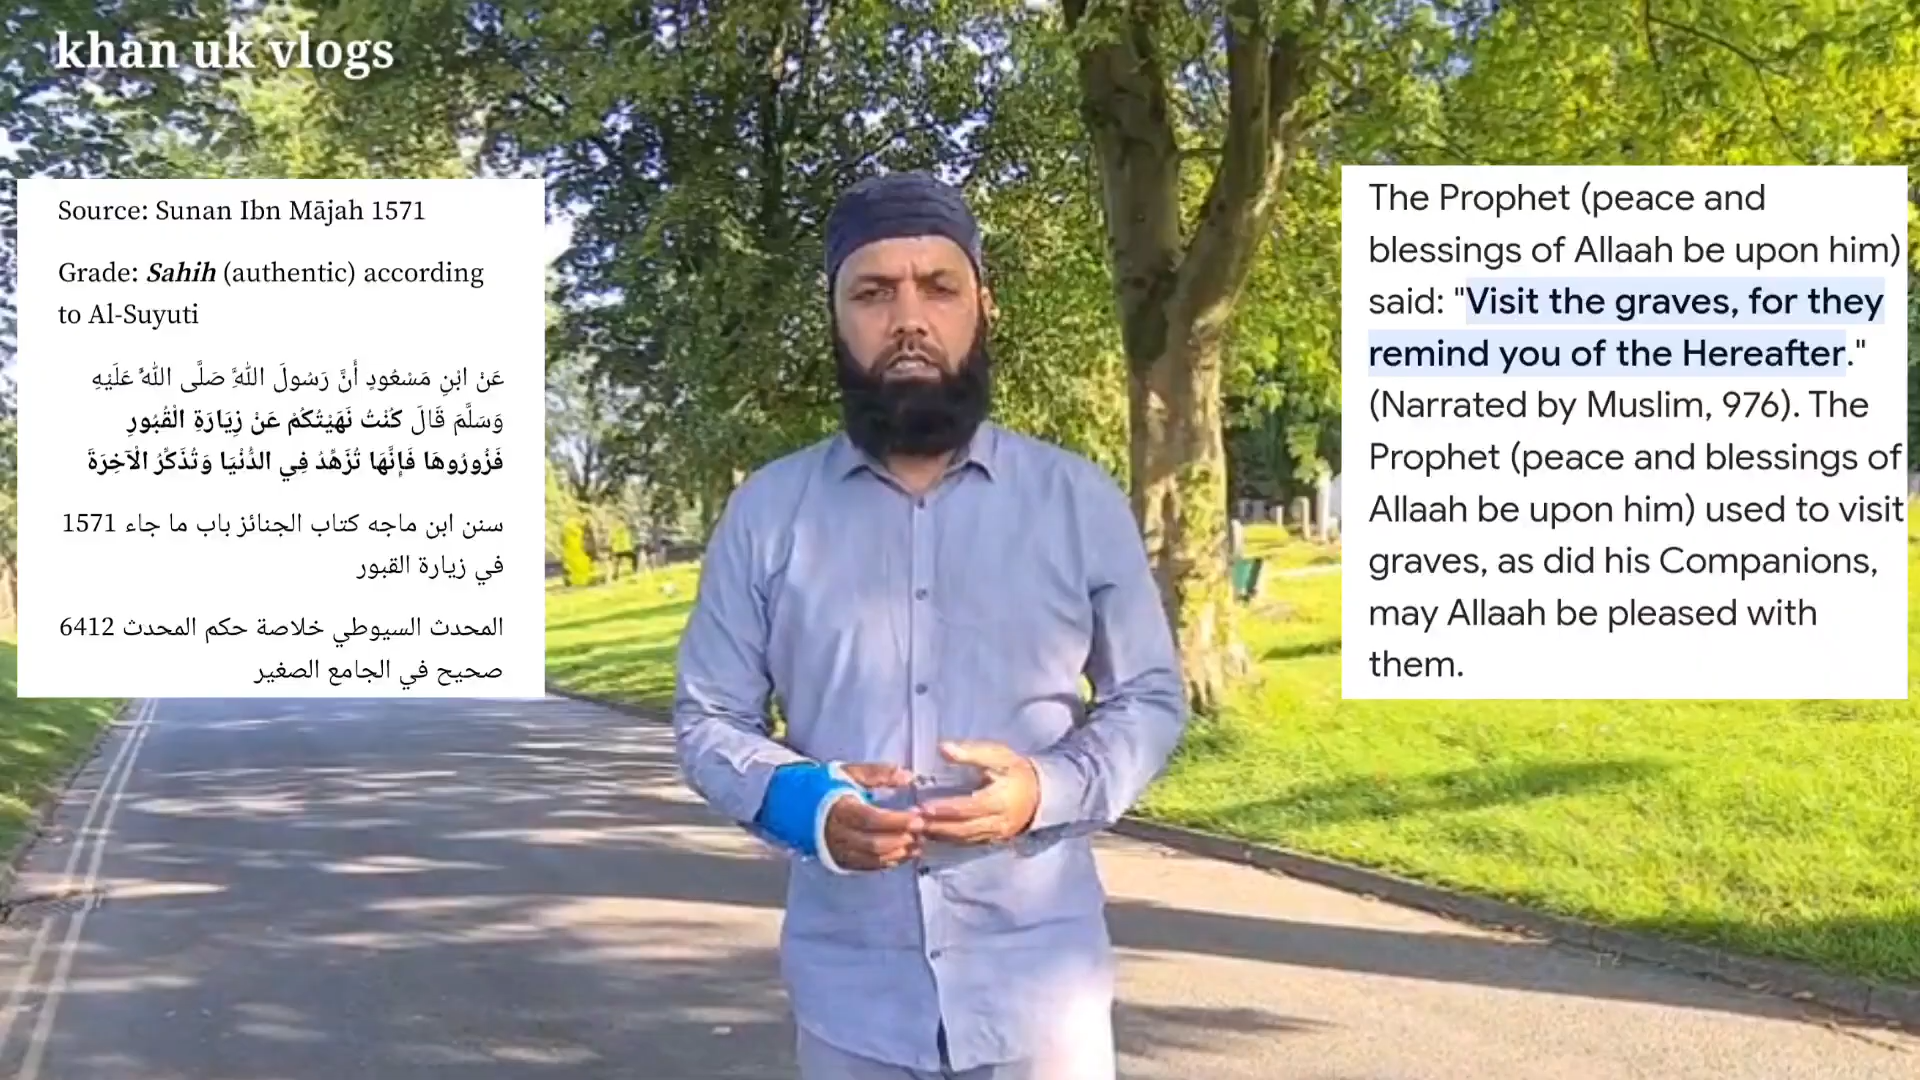 khan uk vlogs
Source: Sunan Ibn Mājah 1571
Grade: Sahih (authentic) according
to Al-Suyuti
عَنْ ابْنِ مَسْعُودٍ أَنَّ رَسُولَ اللَّهِ صَلَّى اللَّهُ عَلَيْهِ
وَسَلَّمَ قَالَ كُنْتُ نَهَيْتُكُمْ عَنْ زِيَارَةِ الْقُبُورِ
فَزُورُوهَا فَإِنَّهَا تُزَهِّدُ فِي الدُّنْيَا وَتُذَكِّرُ الْآخِرَةَ
1571 سنن ابن ماجه كتاب الجنائز باب ما جاء
في زيارة القبور
6412 المحدث السيوطي خلاصة حكم المحدث
صحيح في الجامع الصغير
The Prophet (peace and
blessings of Allaah be upon him)
said: "Visit the graves, for they
remind you of the Hereafter."
(Narrated by Muslim, 976). The
Prophet (peace and blessings of
Allaah be upon him) used to visit
graves, as did his Companions,
may Allaah be pleased with
them.